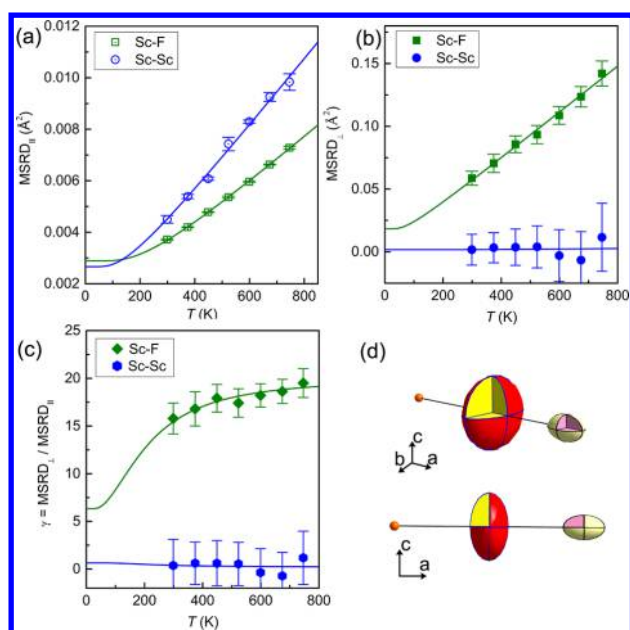 (a)
Sc-F
Sc-Sc
0.012
0.010
0.008
0.006
0.004
0.002
MSRD∥ (Å²)
0 200 400 600 800
T (K)
(b)
Sc-F
Sc-Sc
0.15
0.10
0.05
0.00
MSRD⊥ (Å²)
0 200 400 600 800
T (K)
(c)
Sc-F
Sc-Sc
25
20
15
10
5
0
γ = MSRD⊥ / MSRD∥
0 200 400 600 800
T (K)
(d)
c
b a
c
a